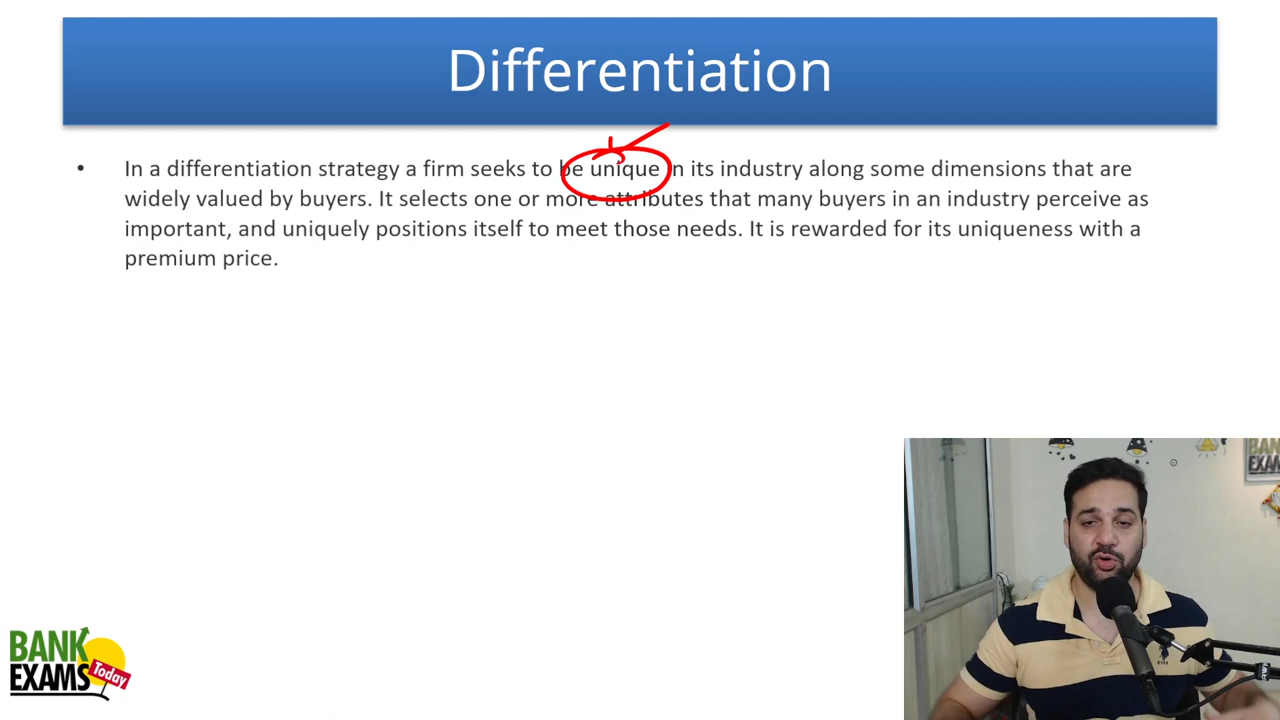 Differentiation
• In a differentiation strategy a firm seeks to be unique in its industry along some dimensions that are
widely valued by buyers. It selects one or more attributes that many buyers in an industry perceive as
important, and uniquely positions itself to meet those needs. It is rewarded for its uniqueness with a
premium price.
BANK
EXAMS
Today